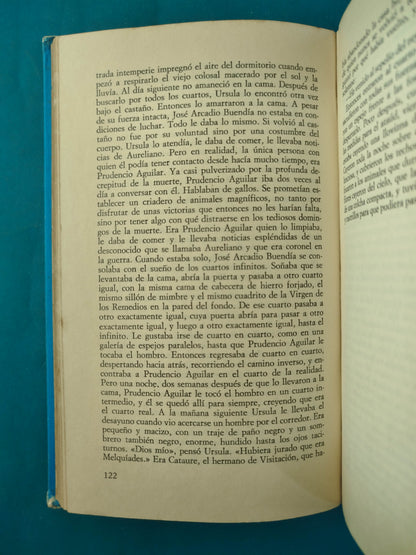 trada intemperie impregnó el aire del dormitorio cuando em-
pezó a respirarlo el viejo colosal macerado por el sol y la
lluvia. Al día siguiente no amaneció en la cama. Después de
buscarlo por todos los cuartos, Ursula lo encontró otra vez
bajo el castaño. Entonces lo amarraron a la cama. A pesar
de su fuerza intacta, José Arcadio Buendía no estaba en con-
diciones de luchar. Todo le daba lo mismo. Si volvió al cas-
taño no fue por su voluntad sino por una costumbre del
cuerpo. Ursula lo atendía, le daba de comer, le llevaba noti-
cias de Aureliano. Pero en realidad, la única persona con
quien él podía tener contacto desde hacía mucho tiempo, era
Prudencio Aguilar. Ya casi pulverizado por la profunda de-
crepitud de la muerte, Prudencio Aguilar iba dos veces al
día a conversar con él. Hablaban de gallos. Se prometían es-
tablecer un criadero de animales magníficos, no tanto por
disfrutar de unas victorias que entonces no les harían falta,
sino por tener algo con qué distraerse en los tediosos domin-
gos de la muerte. Era Prudencio Aguilar quien lo limpiaba,
le daba de comer y le llevaba noticias espléndidas de un
desconocido que se llamaba Aureliano y que era coronel en
la guerra. Cuando estaba solo, José Arcadio Buendía se con-
solaba con el sueño de los cuartos infinitos. Soñaba que se
levantaba de la cama, abría la puerta y pasaba a otro cuarto
igual, con la misma cama de cabecera de hierro forjado, el
mismo sillón de mimbre y el mismo cuadrito de la Virgen de
los Remedios en la pared del fondo. De ese cuarto pasaba a
otro exactamente igual, cuya puerta abría para pasar a otro
exactamente igual, y luego a otro exactamente igual, hasta el
infinito. Le gustaba irse de cuarto en cuarto, como en una
galería de espejos paralelos, hasta que Prudencio Aguilar le
tocaba el hombro. Entonces regresaba de cuarto en cuarto,
despertando hacia atrás, recorriendo el camino inverso, y en-
contraba a Prudencio Aguilar en el cuarto de la realidad.
Pero una noche, dos semanas después de que lo llevaron a la
cama, Prudencio Aguilar le tocó el hombro en un cuarto in-
termedio, y él se quedó allí para siempre, creyendo que era
el cuarto real. A la mañana siguiente Ursula le llevaba el
desayuno cuando vio acercarse un hombre por el corredor. Era
pequeño y macizo, con un traje de paño negro y un som-
brero también negro, enorme, hundido hasta los ojos taci-
turnos. «Dios mío», pensó Ursula. «Hubiera jurado que era
Melquíades.» Era Cataure, el hermano de Visitación, que ha-
122